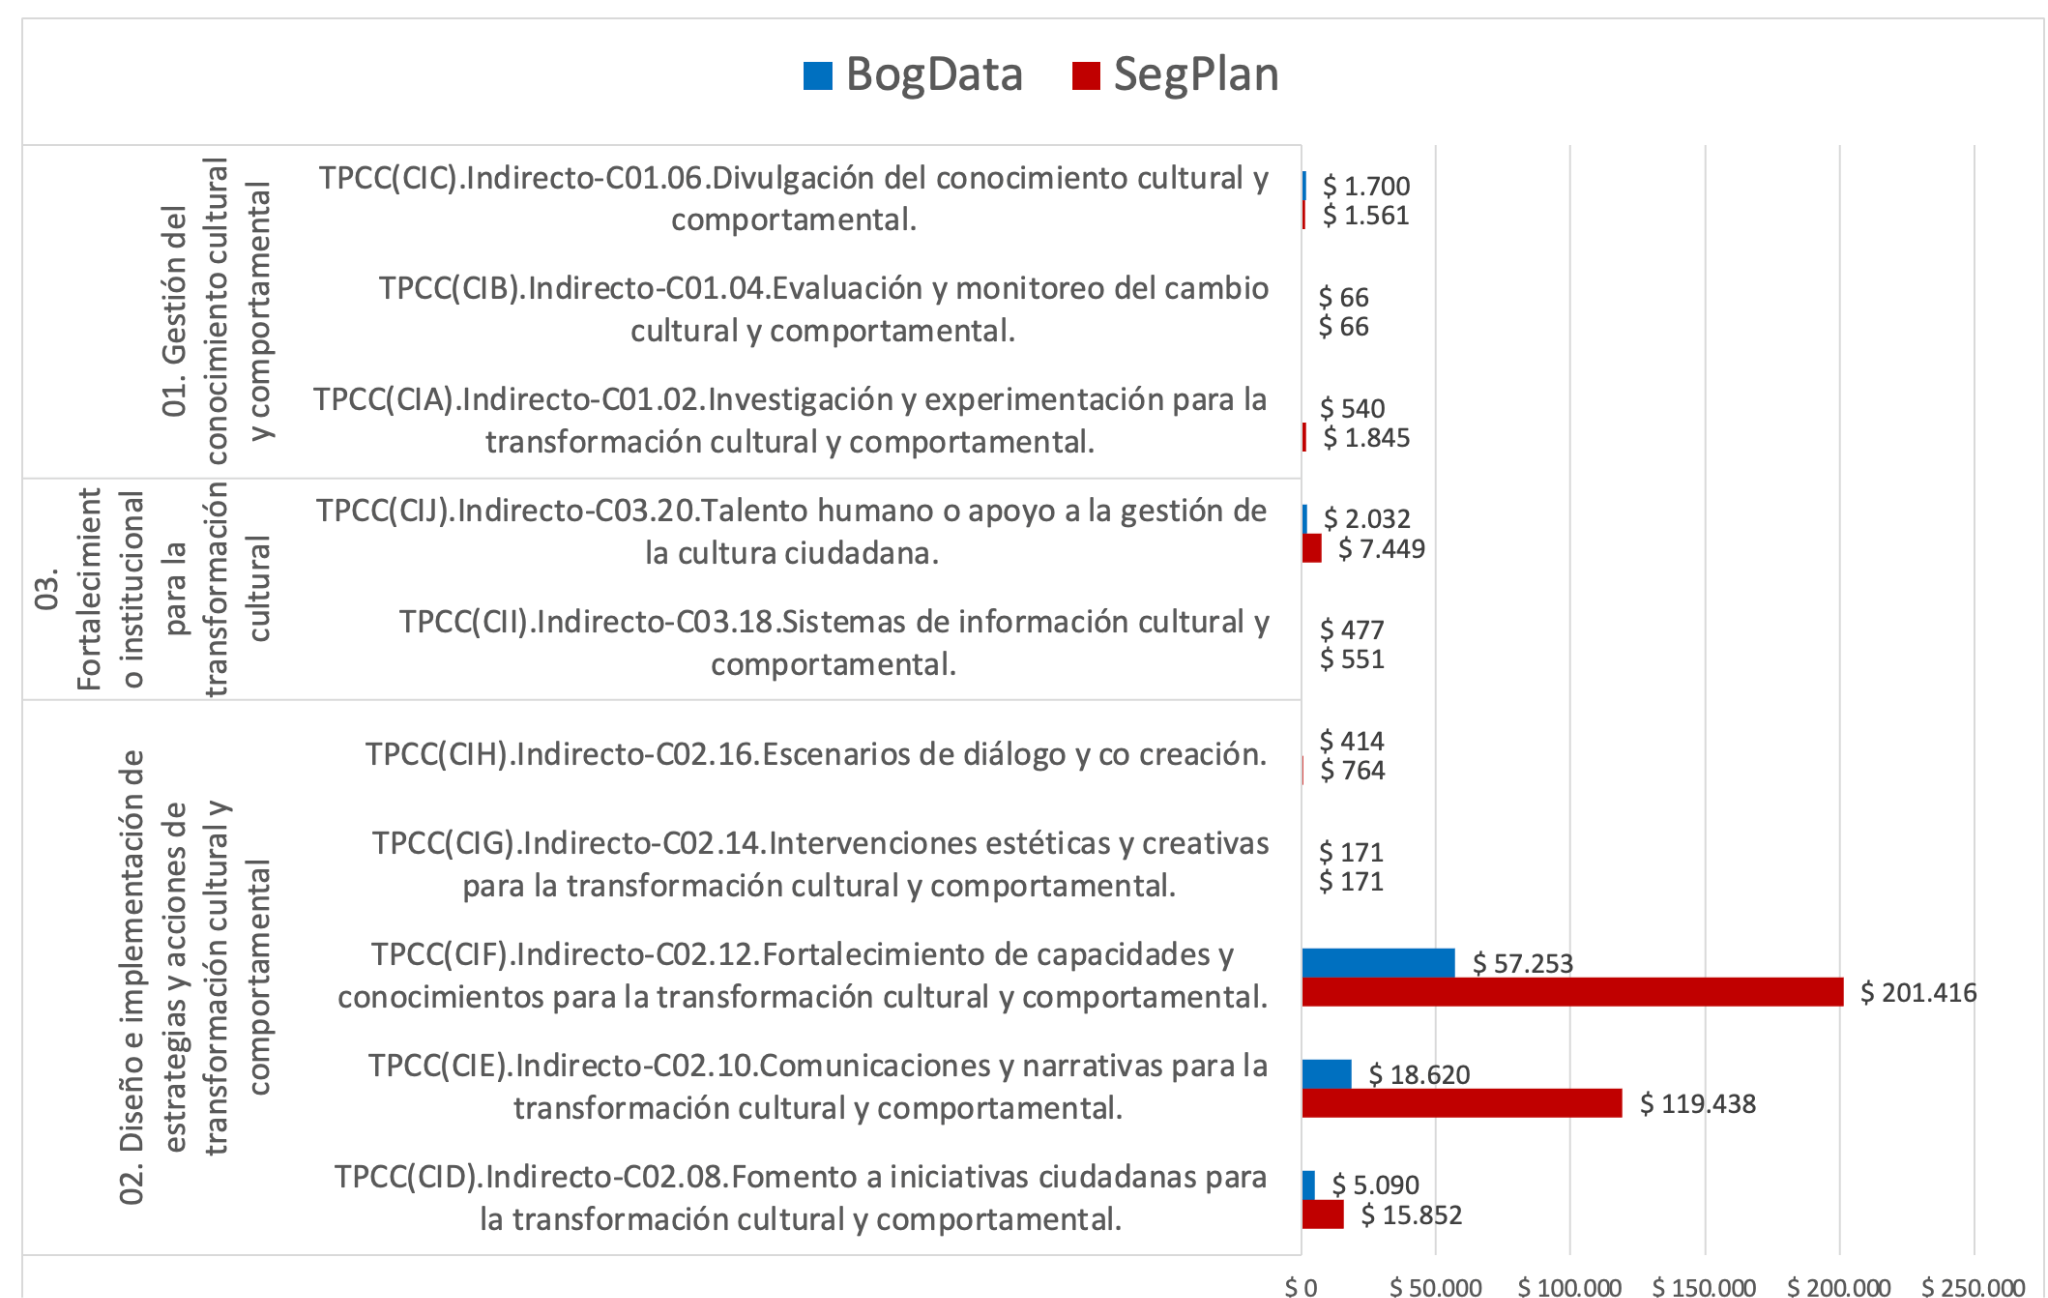 BogData SegPlan
01. Gestión del
conocimiento cultural
y comportamental
TPCC(CIC).Indirecto-C01.06.Divulgación del conocimiento cultural y
comportamental.
$ 1.700
$ 1.561
TPCC(CIB).Indirecto-C01.04.Evaluación y monitoreo del cambio
cultural y comportamental.
$ 66
$ 66
TPCC(CIA).Indirecto-C01.02.Investigación y experimentación para la
transformación cultural y comportamental.
$ 540
$ 1.845
03.
Fortalecimient
o institucional
para la
transformación
cultural
TPCC(CIJ).Indirecto-C03.20.Talento humano o apoyo a la gestión de
la cultura ciudadana.
$ 2.032
$ 7.449
TPCC(CII).Indirecto-C03.18.Sistemas de información cultural y
comportamental.
$ 477
$ 551
02. Diseño e implementación de
estrategias y acciones de
transformación cultural y
comportamental
TPCC(CIH).Indirecto-C02.16.Escenarios de diálogo y co creación.
$ 414
$ 764
TPCC(CIG).Indirecto-C02.14.Intervenciones estéticas y creativas
para la transformación cultural y comportamental.
$ 171
$ 171
TPCC(CIF).Indirecto-C02.12.Fortalecimiento de capacidades y
conocimientos para la transformación cultural y comportamental.
$ 57.253
$ 201.416
TPCC(CIE).Indirecto-C02.10.Comunicaciones y narrativas para la
transformación cultural y comportamental.
$ 18.620
$ 119.438
TPCC(CID).Indirecto-C02.08.Fomento a iniciativas ciudadanas para
la transformación cultural y comportamental.
$ 5.090
$ 15.852
$ 0 $ 50.000 $ 100.000 $ 150.000 $ 200.000 $ 250.000